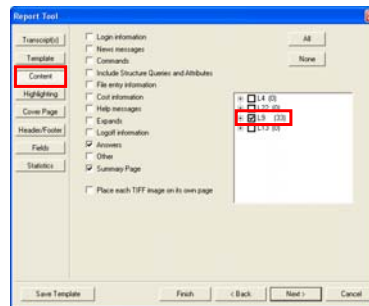 Report Tool
Transcript(s)
Template
Content
Highlighting
Cover Page
Header/Footer
Fields
Statistics
Login information
News messages
Commands
Include Structure Queries and Attributes
File entry information
Cost information
Help messages
Expands
Logoff information
Answers
Other
Summary Page
Place each TIFF image on its own page
All
None
L4 (0)
L9 (33)
L13 (0)
Save Template
Finish
< Back
Next >
Cancel